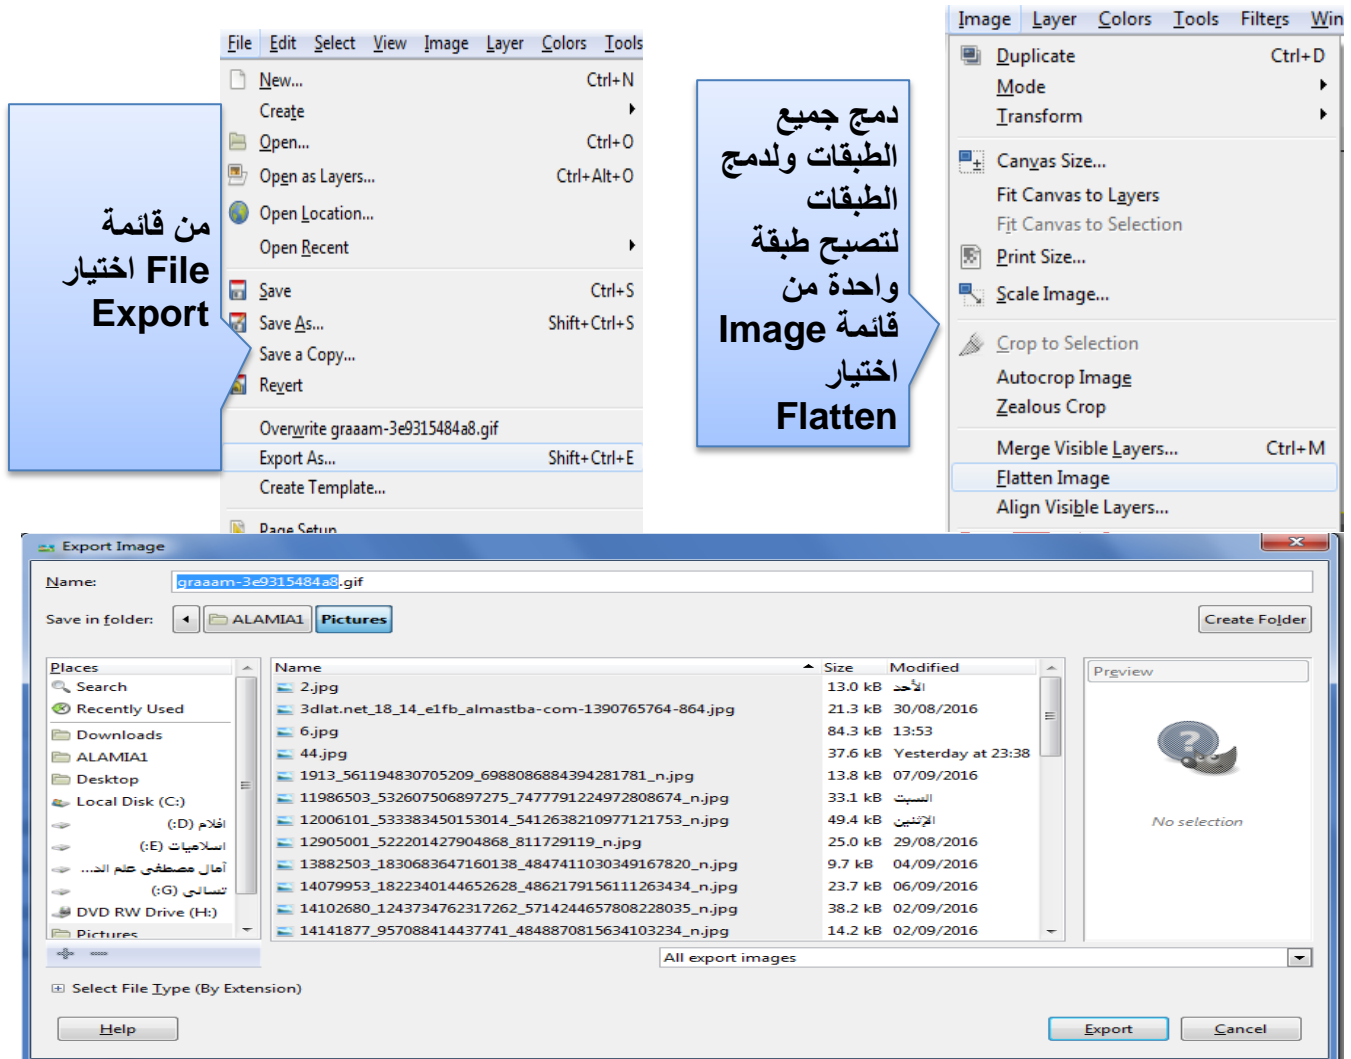 File Edit Select View Image Layer Colors Tools
New... Ctrl+N
Create
Open... Ctrl+O
Open as Layers... Ctrl+Alt+O
Open Location...
Open Recent
Save Ctrl+S
Save As... Shift+Ctrl+S
Save a Copy...
Revert
Overwrite graaam-3e9315484a8.gif
Export As... Shift+Ctrl+E
Create Template...
Page Setup
من قائمة
File اختيار
Export
Image Layer Colors Tools Filters Win
Duplicate Ctrl+D
Mode
Transform
Canvas Size...
Fit Canvas to Layers
Fit Canvas to Selection
Print Size...
Scale Image...
Crop to Selection
Autocrop Image
Zealous Crop
Merge Visible Layers... Ctrl+M
Flatten Image
Align Visible Layers...
دمج جميع
الطبقات ولدمج
الطبقات
لتصبح طبقة
واحدة من
قائمة Image
اختيار
Flatten
Export Image
Name: graaam-3e9315484a8.gif
Save in folder: ALAMIA1 Pictures Create Folder
Places
Search
Recently Used
Downloads
ALAMIA1
Desktop
Local Disk (C:)
افلام (D:)
اسلاميات (E:)
آمال مصطفى علم الد...
تسالى (G:)
DVD RW Drive (H:)
Pictures
Name Size Modified
2.jpg 13.0 kB الأحد
3dlat.net_18_14_e1fb_almastba-com-1390765764-864.jpg 21.3 kB 30/08/2016
6.jpg 84.3 kB 13:53
44.jpg 37.6 kB Yesterday at 23:38
1913_561194830705209_6988086884394281781_n.jpg 13.8 kB 07/09/2016
11986503_532607506897275_7477791224972808674_n.jpg 33.1 kB السبت
12006101_533383450153014_5412638210977121753_n.jpg 49.4 kB الإثنين
12905001_522201427904868_811729119_n.jpg 25.0 kB 29/08/2016
13882503_1830683647160138_4847411030349167820_n.jpg 9.7 kB 04/09/2016
14079953_1822340144652628_4862179156111263434_n.jpg 23.7 kB 06/09/2016
14102680_1243734762317262_5714244657808228035_n.jpg 38.2 kB 02/09/2016
14141877_957088414437741_4848870815634103234_n.jpg 14.2 kB 02/09/2016
Preview
No selection
All export images
Select File Type (By Extension)
Help Export Cancel